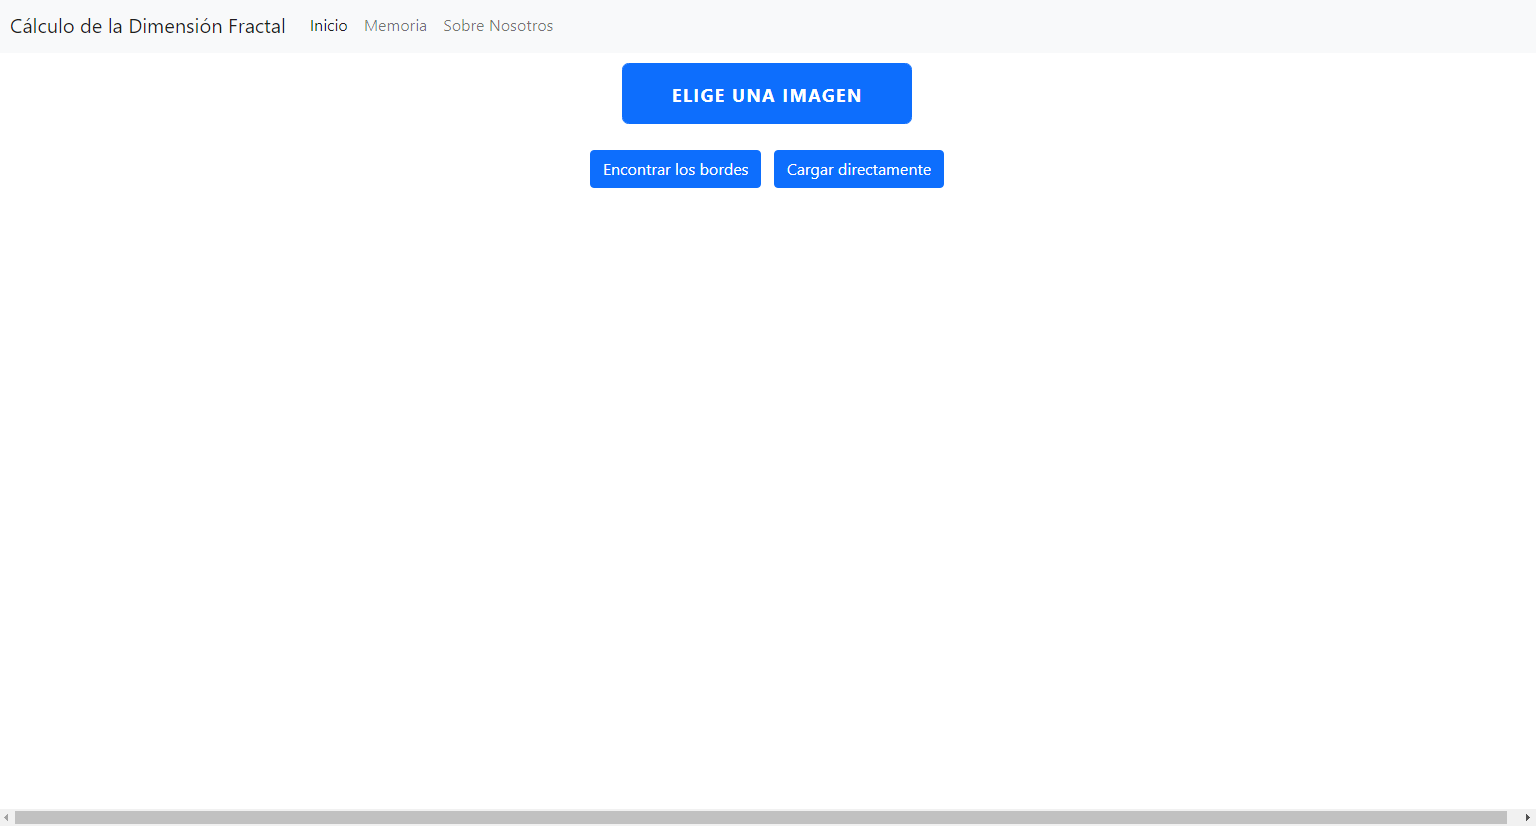 Cálculo de la Dimensión Fractal Inicio Memoria Sobre Nosotros
ELIGE UNA IMAGEN
Encontrar los bordes Cargar directamente